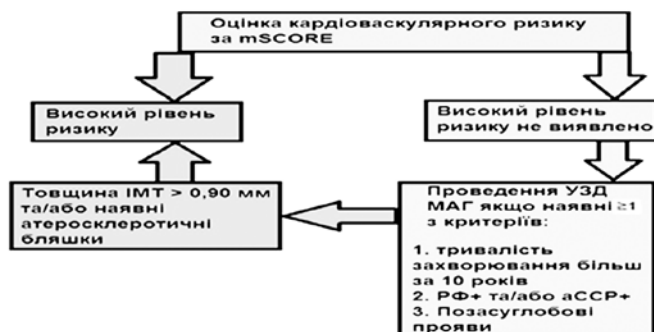 Оцінка кардіоваскулярного ризику
за mSCORE
Високий рівень
ризику
Високий рівень
ризику не виявлено
Товщина ІМТ > 0,90 мм
та/або наявні
атеросклеротичні
бляшки
Проведення УЗД
МАГ якщо наявні ≥1
з критеріїв:
1. тривалість
захворювання більш
за 10 років
2. РФ+ та/або аССР+
3. Позасуглобові
прояви